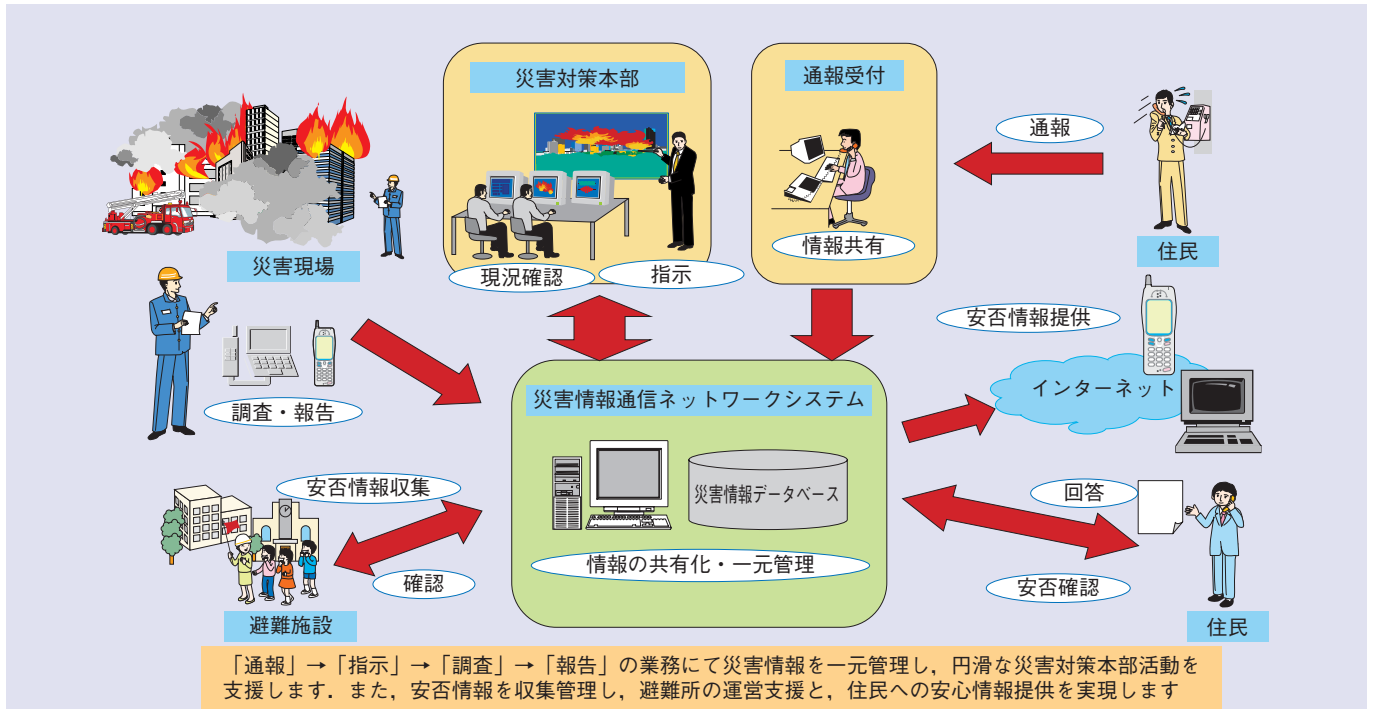 災害対策本部
通報受付
通報
情報共有
住民
災害現場
現況確認
指示
安否情報提供
インターネット
調査・報告
災害情報通信ネットワークシステム
災害情報データベース
情報の共有化・一元管理
安否情報収集
確認
避難施設
回答
安否確認
住民
「通報」→「指示」→「調査」→「報告」の業務にて災害情報を一元管理し，円滑な災害対策本部活動を
支援します．また，安否情報を収集管理し，避難所の運営支援と，住民への安心情報提供を実現します